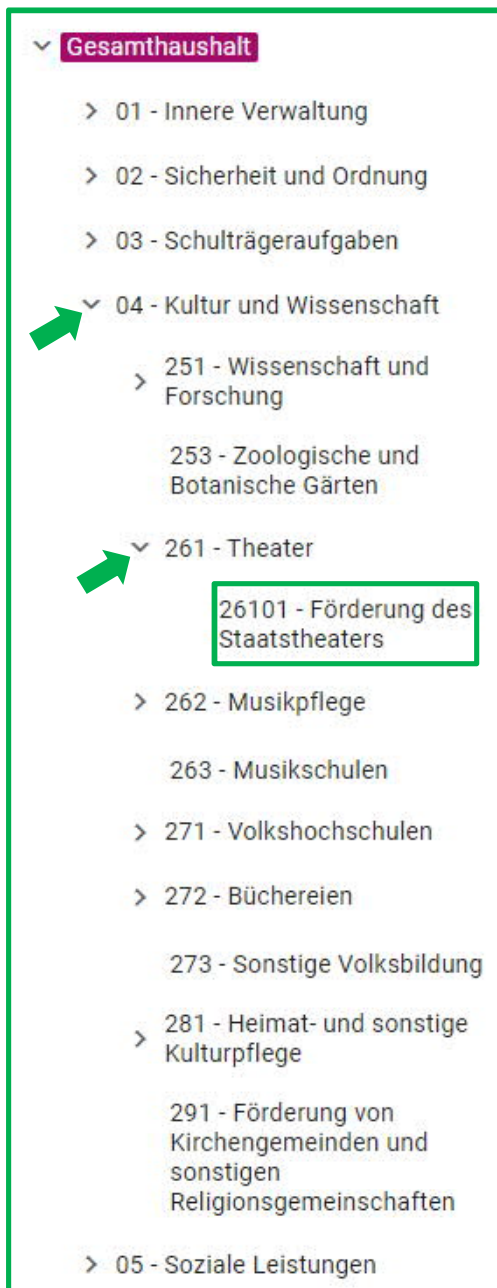 Gesamthaushalt
01 - Innere Verwaltung
02 - Sicherheit und Ordnung
03 - Schulträgeraufgaben
04 - Kultur und Wissenschaft
251 - Wissenschaft und
Forschung
253 - Zoologische und
Botanische Gärten
261 - Theater
26101 - Förderung des
Staatstheaters
262 - Musikpflege
263 - Musikschulen
271 - Volkshochschulen
272 - Büchereien
273 - Sonstige Volksbildung
281 - Heimat- und sonstige
Kulturpflege
291 - Förderung von
Kirchengemeinden und
sonstigen
Religionsgemeinschaften
05 - Soziale Leistungen